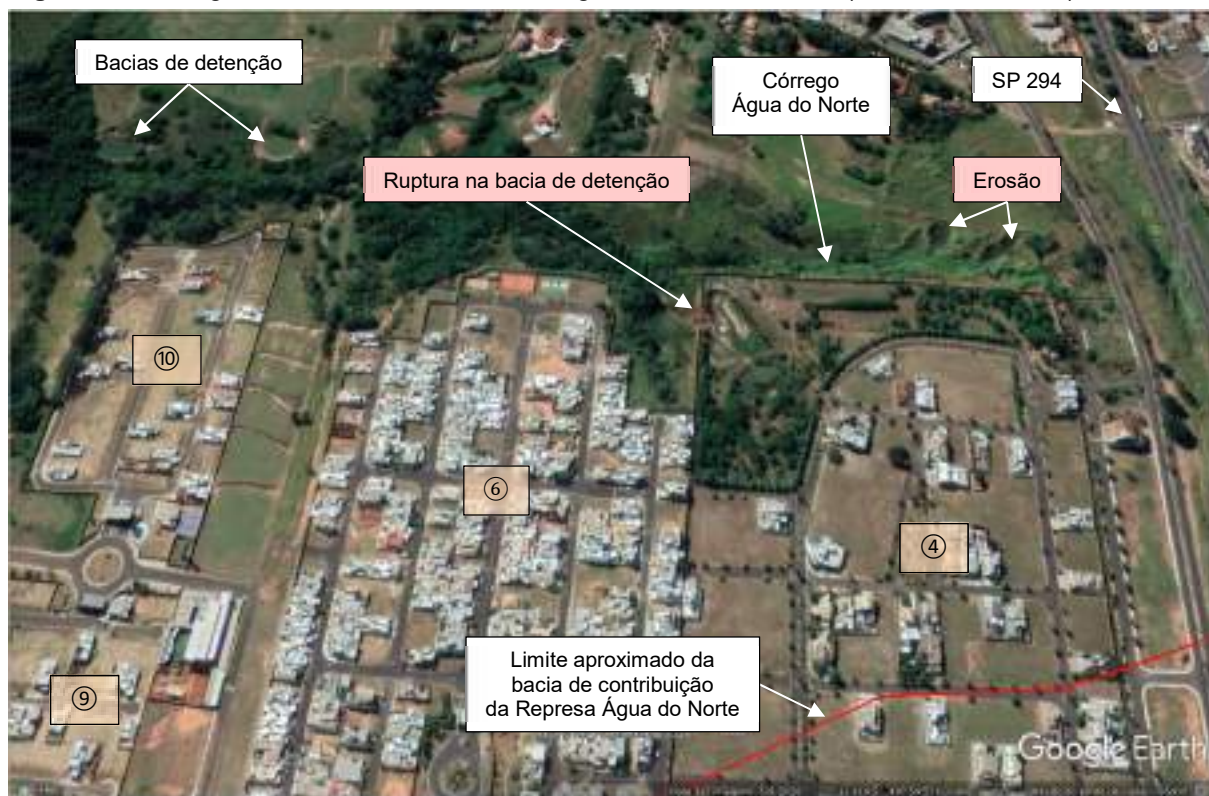 Bacias de detenção
Córrego
Água do Norte
SP 294
Ruptura na bacia de detenção
Erosão
⑩
⑥
④
⑨
Limite aproximado da
bacia de contribuição
da Represa Água do Norte
Google Earth